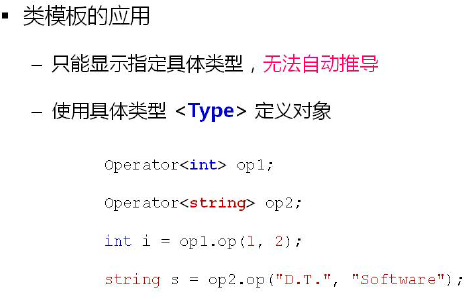 ▪ 类模板的应用
– 只能显示指定具体类型，无法自动推导
– 使用具体类型 <Type> 定义对象
Operator<int> op1;
Operator<string> op2;
int i = op1.op(1, 2);
string s = op2.op("D.T.", "Software");